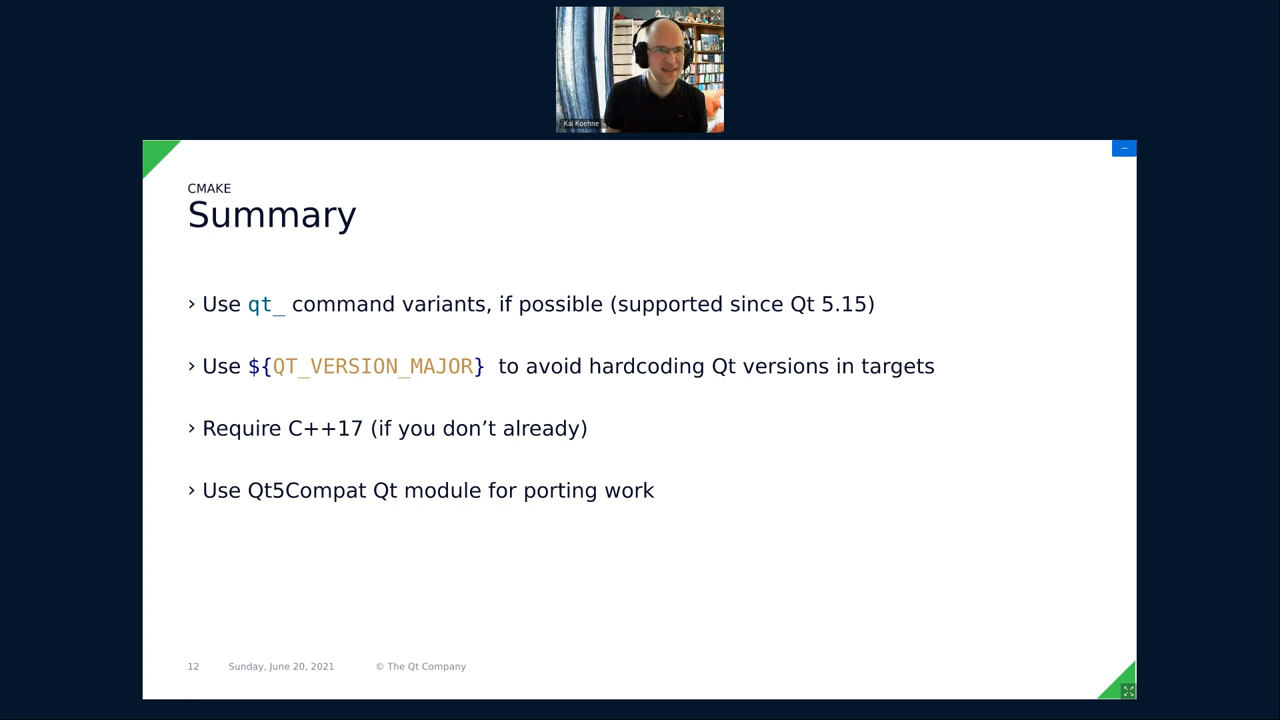 Kai Koehne
CMAKE
Summary
› Use qt_ command variants, if possible (supported since Qt 5.15)
› Use ${QT_VERSION_MAJOR} to avoid hardcoding Qt versions in targets
› Require C++17 (if you don’t already)
› Use Qt5Compat Qt module for porting work
12 Sunday, June 20, 2021 © The Qt Company